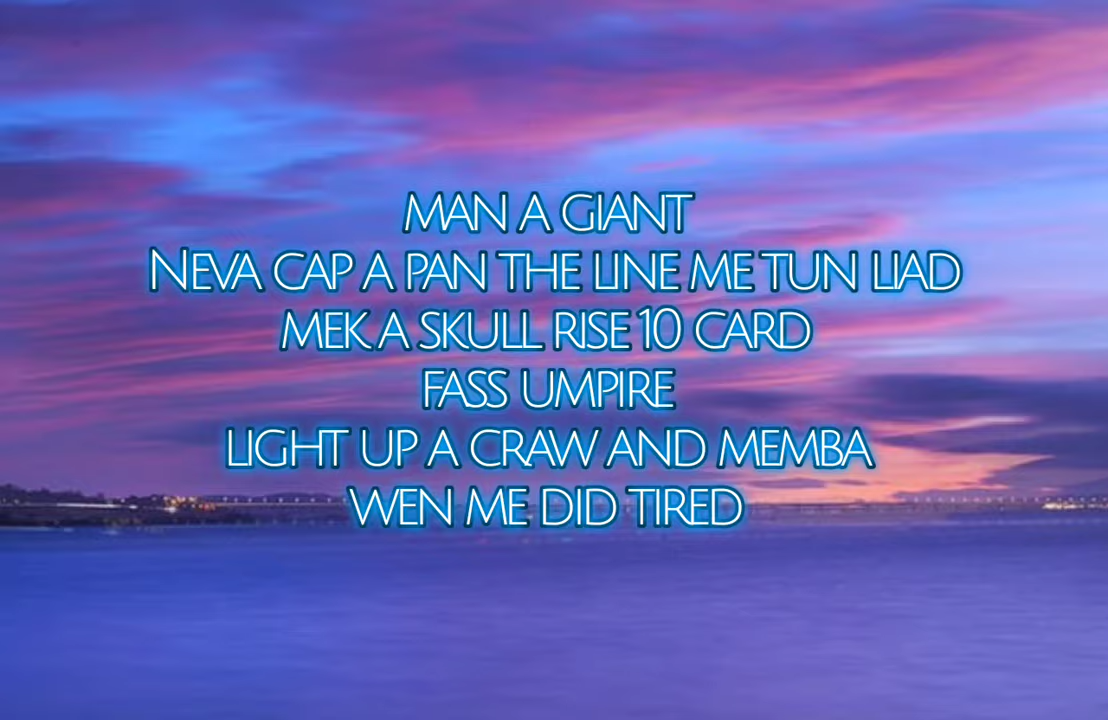 MAN A GIANT
NEVA CAP A PAN THE LINE ME TUN LIAD
MEK A SKULL RISE 10 CARD
FASS UMPIRE
LIGHT UP A CRAW AND MEMBA
WEN ME DID TIRED